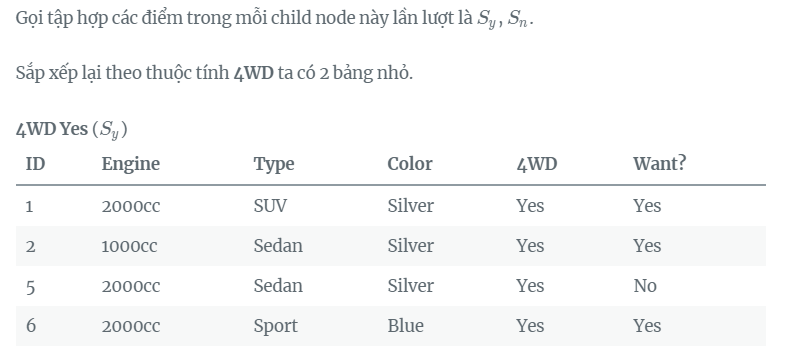 Gọi tập hợp các điểm trong mỗi child node này lần lượt là Sy, Sn.
Sắp xếp lại theo thuộc tính 4WD ta có 2 bảng nhỏ.
4WD Yes (Sy)
ID Engine Type Color 4WD Want?
1 2000cc SUV Silver Yes Yes
2 1000cc Sedan Silver Yes Yes
5 2000cc Sedan Silver Yes No
6 2000cc Sport Blue Yes Yes